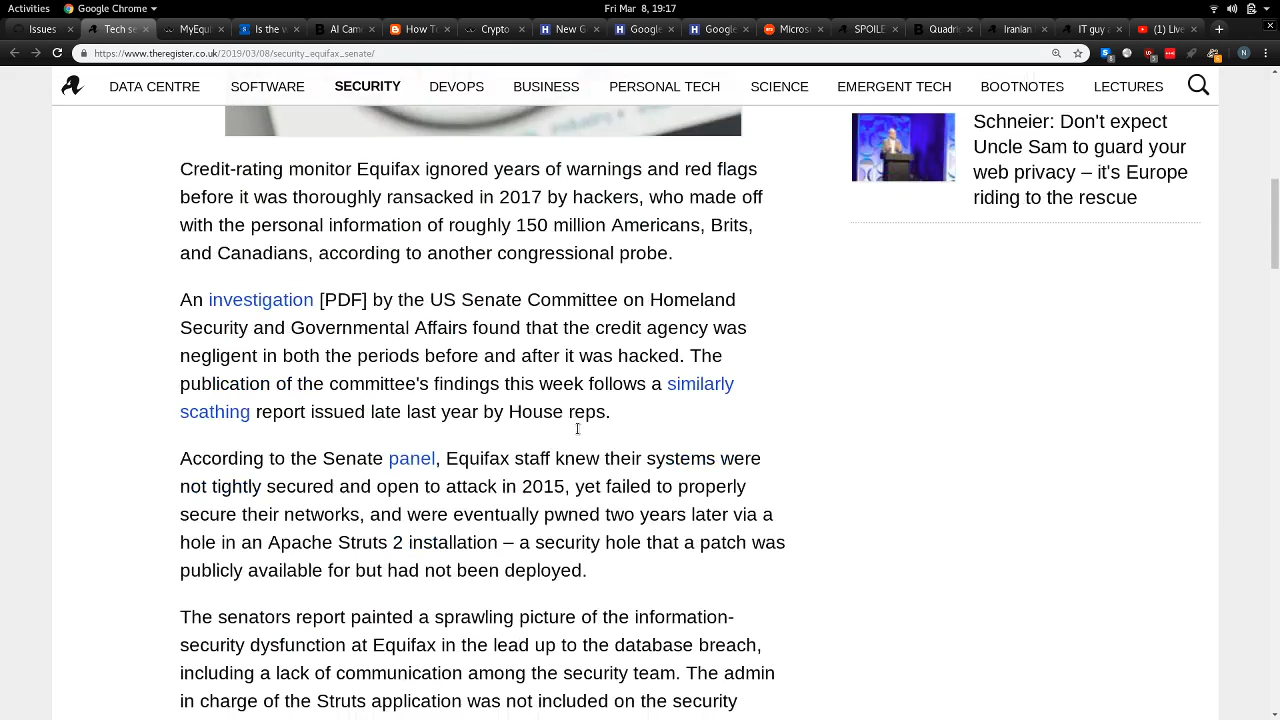 Activities
Google Chrome
Fri Mar 8, 19:17
Issues
Tech se
MyEqui
Is the w
AI Cam
How T
Crypto
New G
Google
Google
Micros
SPOILE
Quadri
Iranian
IT guy a
(1) Live
https://www.theregister.co.uk/2019/03/08/security_equifax_senate/
DATA CENTRE SOFTWARE SECURITY DEVOPS BUSINESS PERSONAL TECH SCIENCE EMERGENT TECH BOOTNOTES LECTURES
Credit-rating monitor Equifax ignored years of warnings and red flags
before it was thoroughly ransacked in 2017 by hackers, who made off
with the personal information of roughly 150 million Americans, Brits,
and Canadians, according to another congressional probe.
An investigation [PDF] by the US Senate Committee on Homeland
Security and Governmental Affairs found that the credit agency was
negligent in both the periods before and after it was hacked. The
publication of the committee's findings this week follows a similarly
scathing report issued late last year by House reps.
According to the Senate panel, Equifax staff knew their systems were
not tightly secured and open to attack in 2015, yet failed to properly
secure their networks, and were eventually pwned two years later via a
hole in an Apache Struts 2 installation – a security hole that a patch was
publicly available for but had not been deployed.
The senators report painted a sprawling picture of the information-
security dysfunction at Equifax in the lead up to the database breach,
including a lack of communication among the security team. The admin
in charge of the Struts application was not included on the security
Schneier: Don't expect
Uncle Sam to guard your
web privacy – it's Europe
riding to the rescue